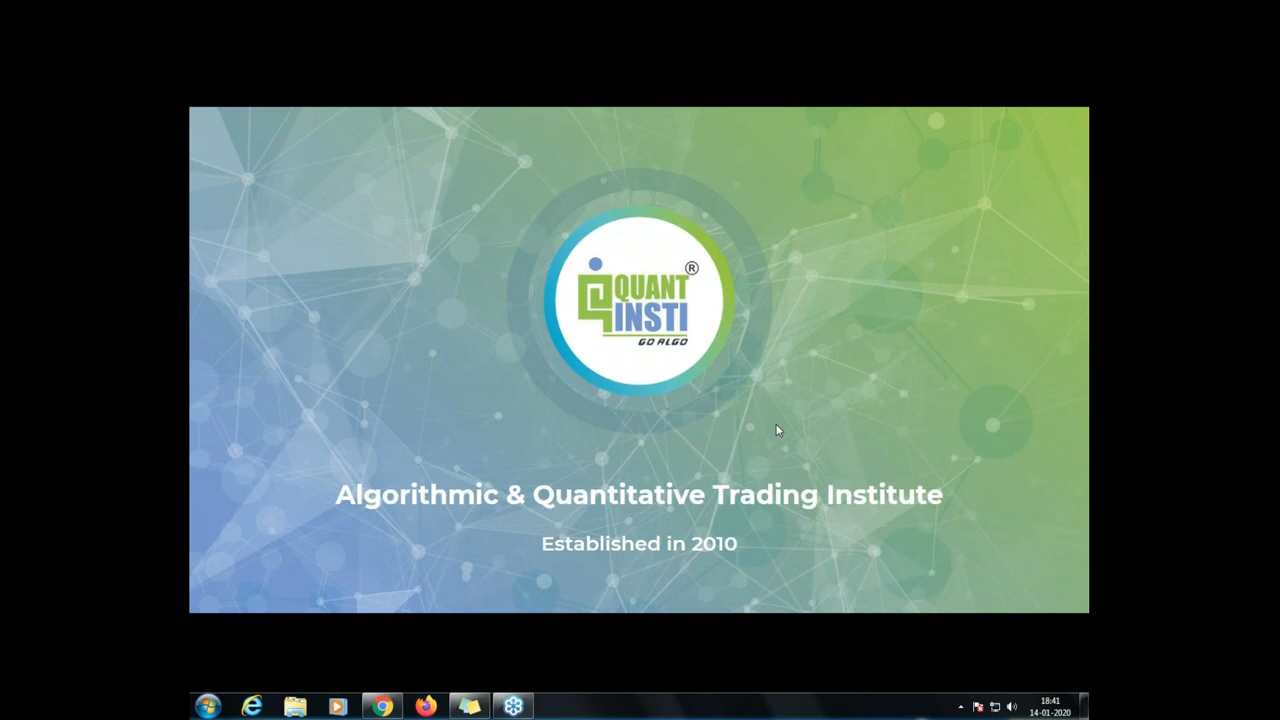 QUANT ®
INSTI
GO ALGO
Algorithmic & Quantitative Trading Institute
Established in 2010
18:41
14-01-2020